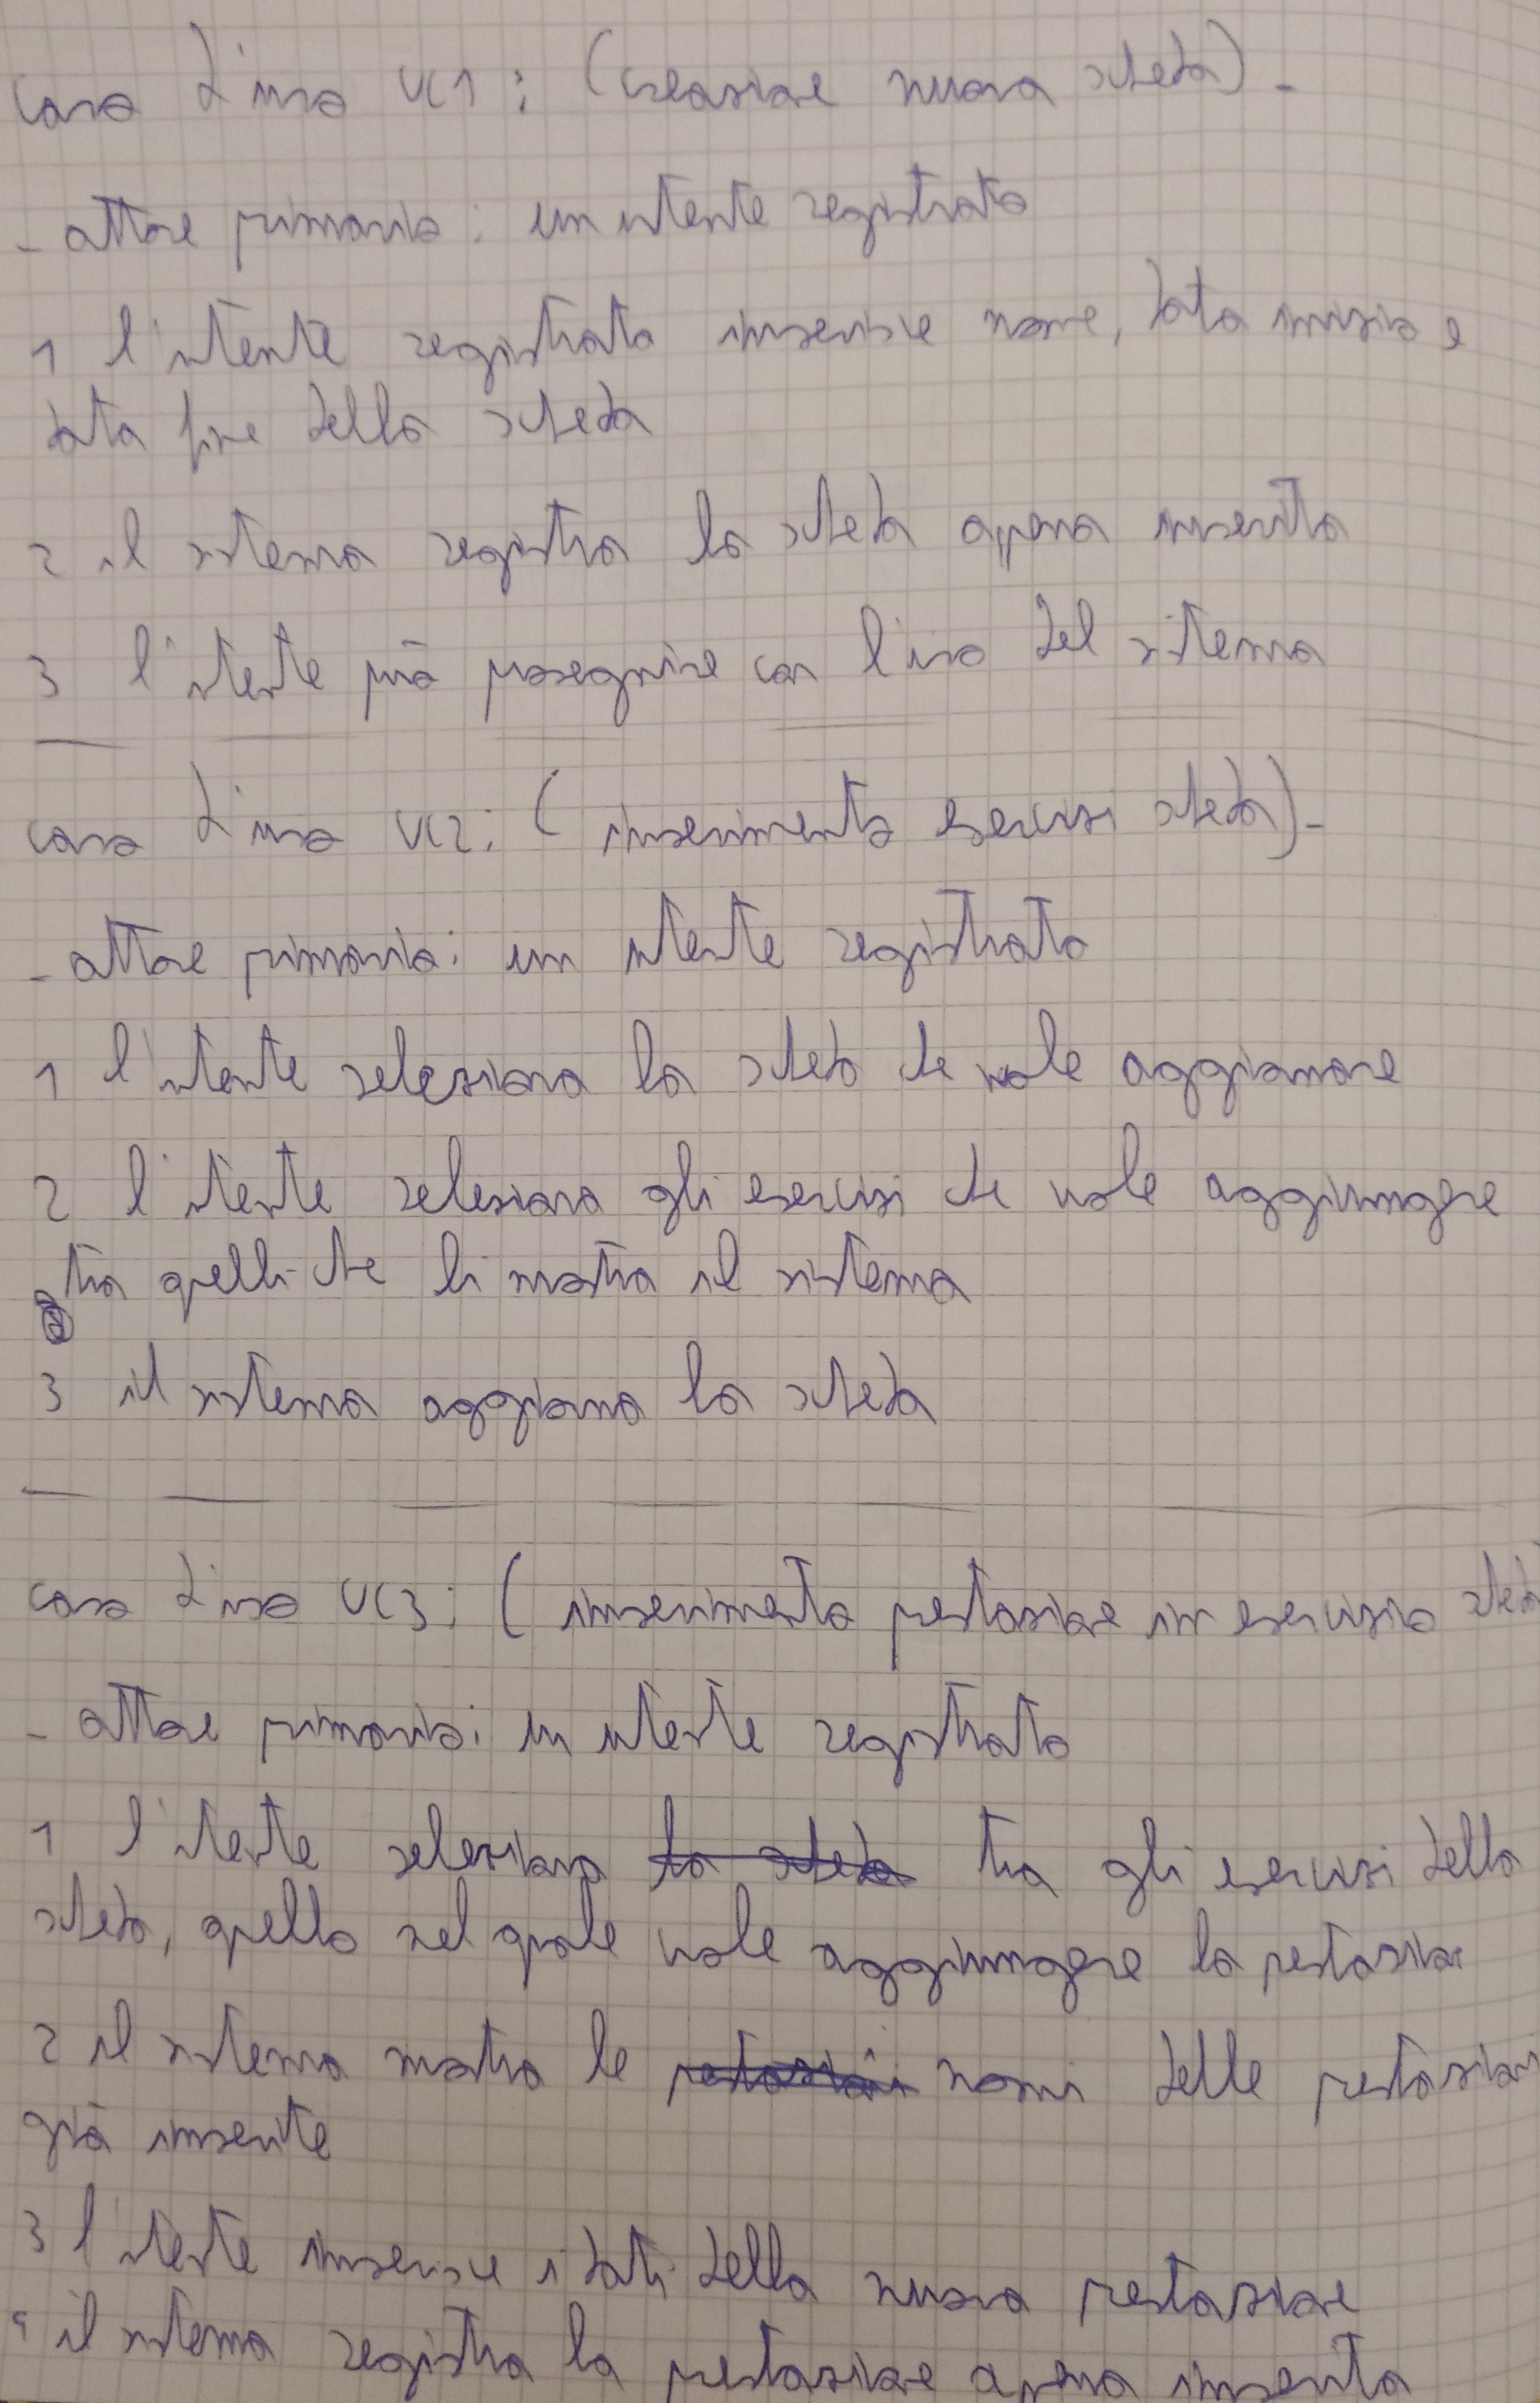 caso d'uso UC1: (creazione nuova scheda)-
- attore primario: un utente registrato
1 l'utente registrato inserisce nome, data inizio e
data fine della scheda
2 il sistema registra la scheda appena inserita
3 l'utente può proseguire con l'uso del sistema
caso d'uso UC2: (inserimento esercizi scheda)-
- attore primario: un utente registrato
1 l'utente seleziona la scheda che vuole aggiornare
2 l'utente seleziona gli esercizi che vuole aggiungere
tra quelli che li mostra il sistema
3 il sistema aggiorna la scheda
caso d'uso UC3: (inserimento prestazione in esercizio scheda
- attore primario: un utente registrato
1 l'utente seleziona la scheda tra gli esercizi della
scheda, quello nel quale vuole aggiungere la prestazione
2 il sistema mostra le prestazioni nomi delle prestazioni
già inserite
3 l'utente inserisce i dati della nuova prestazione
4 il sistema registra la prestazione appena inserita